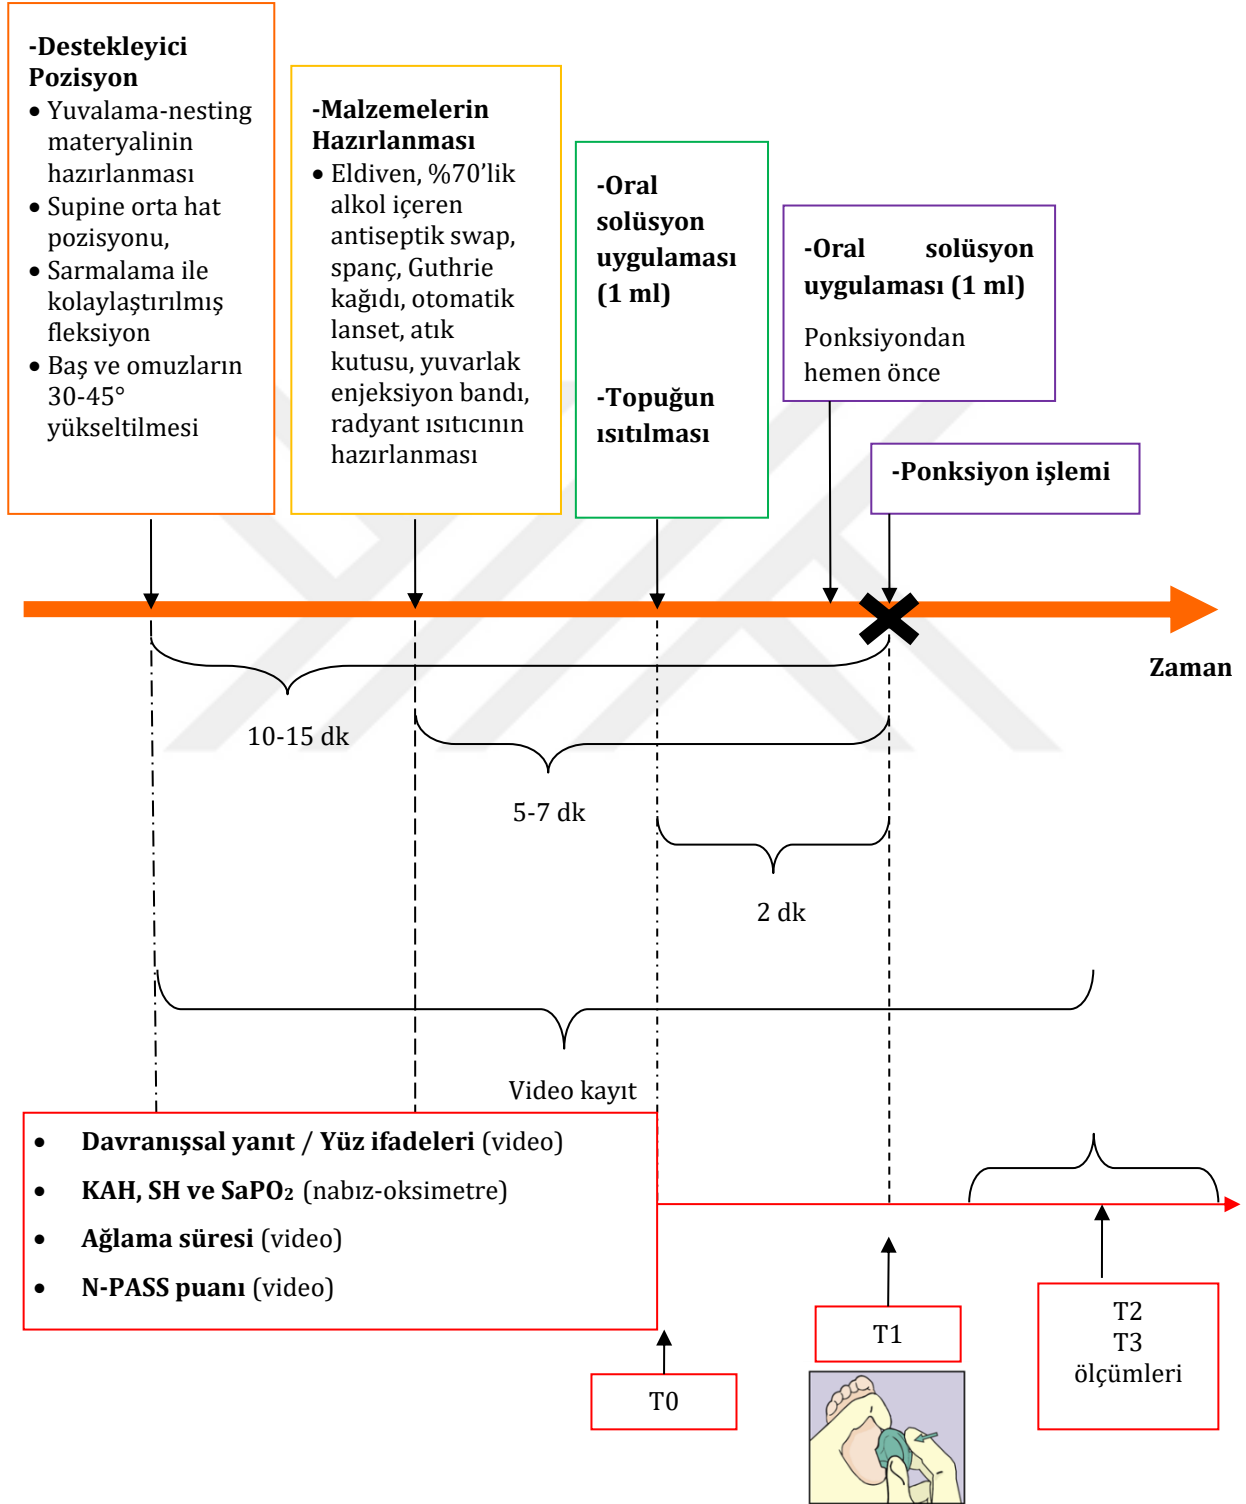 -Destekleyici
Pozisyon
• Yuvalama-nesting
materyalinin
hazırlanması
• Supine orta hat
pozisyonu,
• Sarmalama ile
kolaylaştırılmış
fleksiyon
• Baş ve omuzların
30-45°
yükseltilmesi
-Malzemelerin
Hazırlanması
• Eldiven, %70’lik
alkol içeren
antiseptik swap,
spanç, Guthrie
kağıdı, otomatik
lanset, atık
kutusu, yuvarlak
enjeksiyon bandı,
radyant ısıtıcının
hazırlanması
-Oral
solüsyon
uygulaması
(1 ml)
-Topuğun
ısıtılması
-Oral solüsyon
uygulaması (1 ml)
Ponksiyondan
hemen önce
-Ponksiyon işlemi
Zaman
10-15 dk
5-7 dk
2 dk
Video kayıt
• Davranışsal yanıt / Yüz ifadeleri (video)
• KAH, SH ve SaPO₂ (nabız-oksimetre)
• Ağlama süresi (video)
• N-PASS puanı (video)
T0
T1
T2
T3
ölçümleri